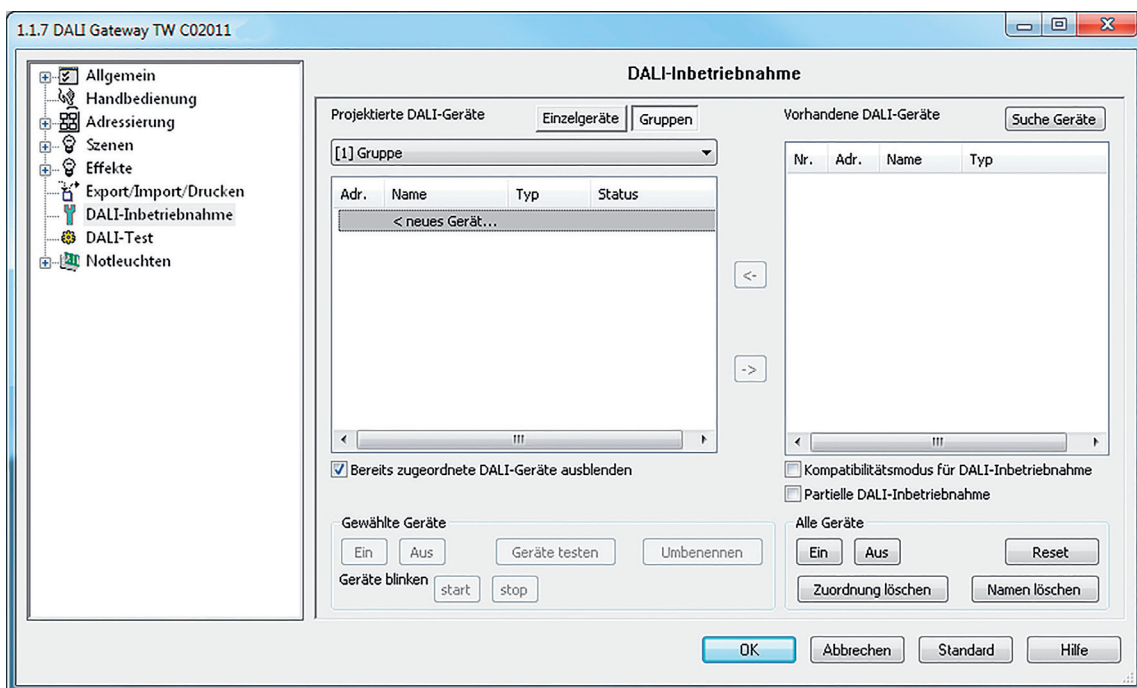 1.1.7 DALI Gateway TW C02011
Allgemein
Handbedienung
Adressierung
Szenen
Effekte
Export/Import/Drucken
DALI-Inbetriebnahme
DALI-Test
Notleuchten
DALI-Inbetriebnahme
Projektierte DALI-Geräte
Einzelgeräte
Gruppen
[1] Gruppe
Adr. Name Typ Status
< neues Gerät...
Bereits zugeordnete DALI-Geräte ausblenden
<-
->
Vorhandene DALI-Geräte
Suche Geräte
Nr. Adr. Name Typ
Kompatibilitätsmodus für DALI-Inbetriebnahme
Partielle DALI-Inbetriebnahme
Gewählte Geräte
Ein Aus Geräte testen Umbenennen
Geräte blinken start stop
Alle Geräte
Ein Aus Reset
Zuordnung löschen Namen löschen
OK Abbrechen Standard Hilfe